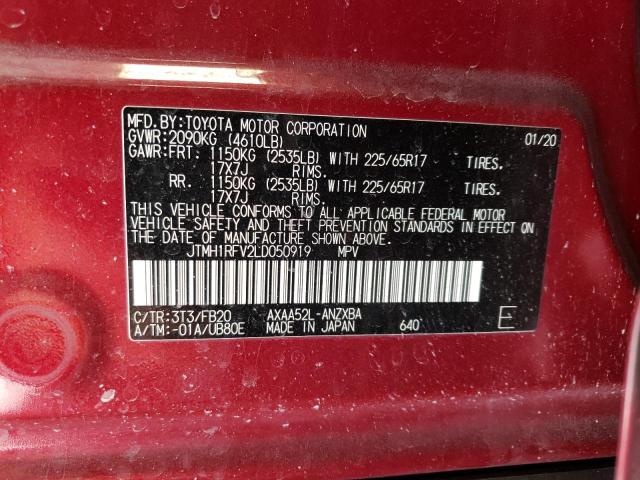 MFD.BY:TOYOTA MOTOR CORPORATION 01/20
GVWR:2090KG (4610LB)
GAWR:FRT. 1150KG (2535LB) WITH 225/65R17 TIRES.
17X7J RIMS.
RR. 1150KG (2535LB) WITH 225/65R17 TIRES.
17X7J RIMS.
THIS VEHICLE CONFORMS TO ALL APPLICABLE FEDERAL MOTOR
VEHICLE SAFETY AND THEFT PREVENTION STANDARDS IN EFFECT ON
THE DATE OF MANUFACTURE SHOWN ABOVE.
JTMH1RFV2LD050919 MPV
C/TR:3T3/FB20 AXAA52L-ANZXBA E
A/TM:-01A/UB80E MADE IN JAPAN 640